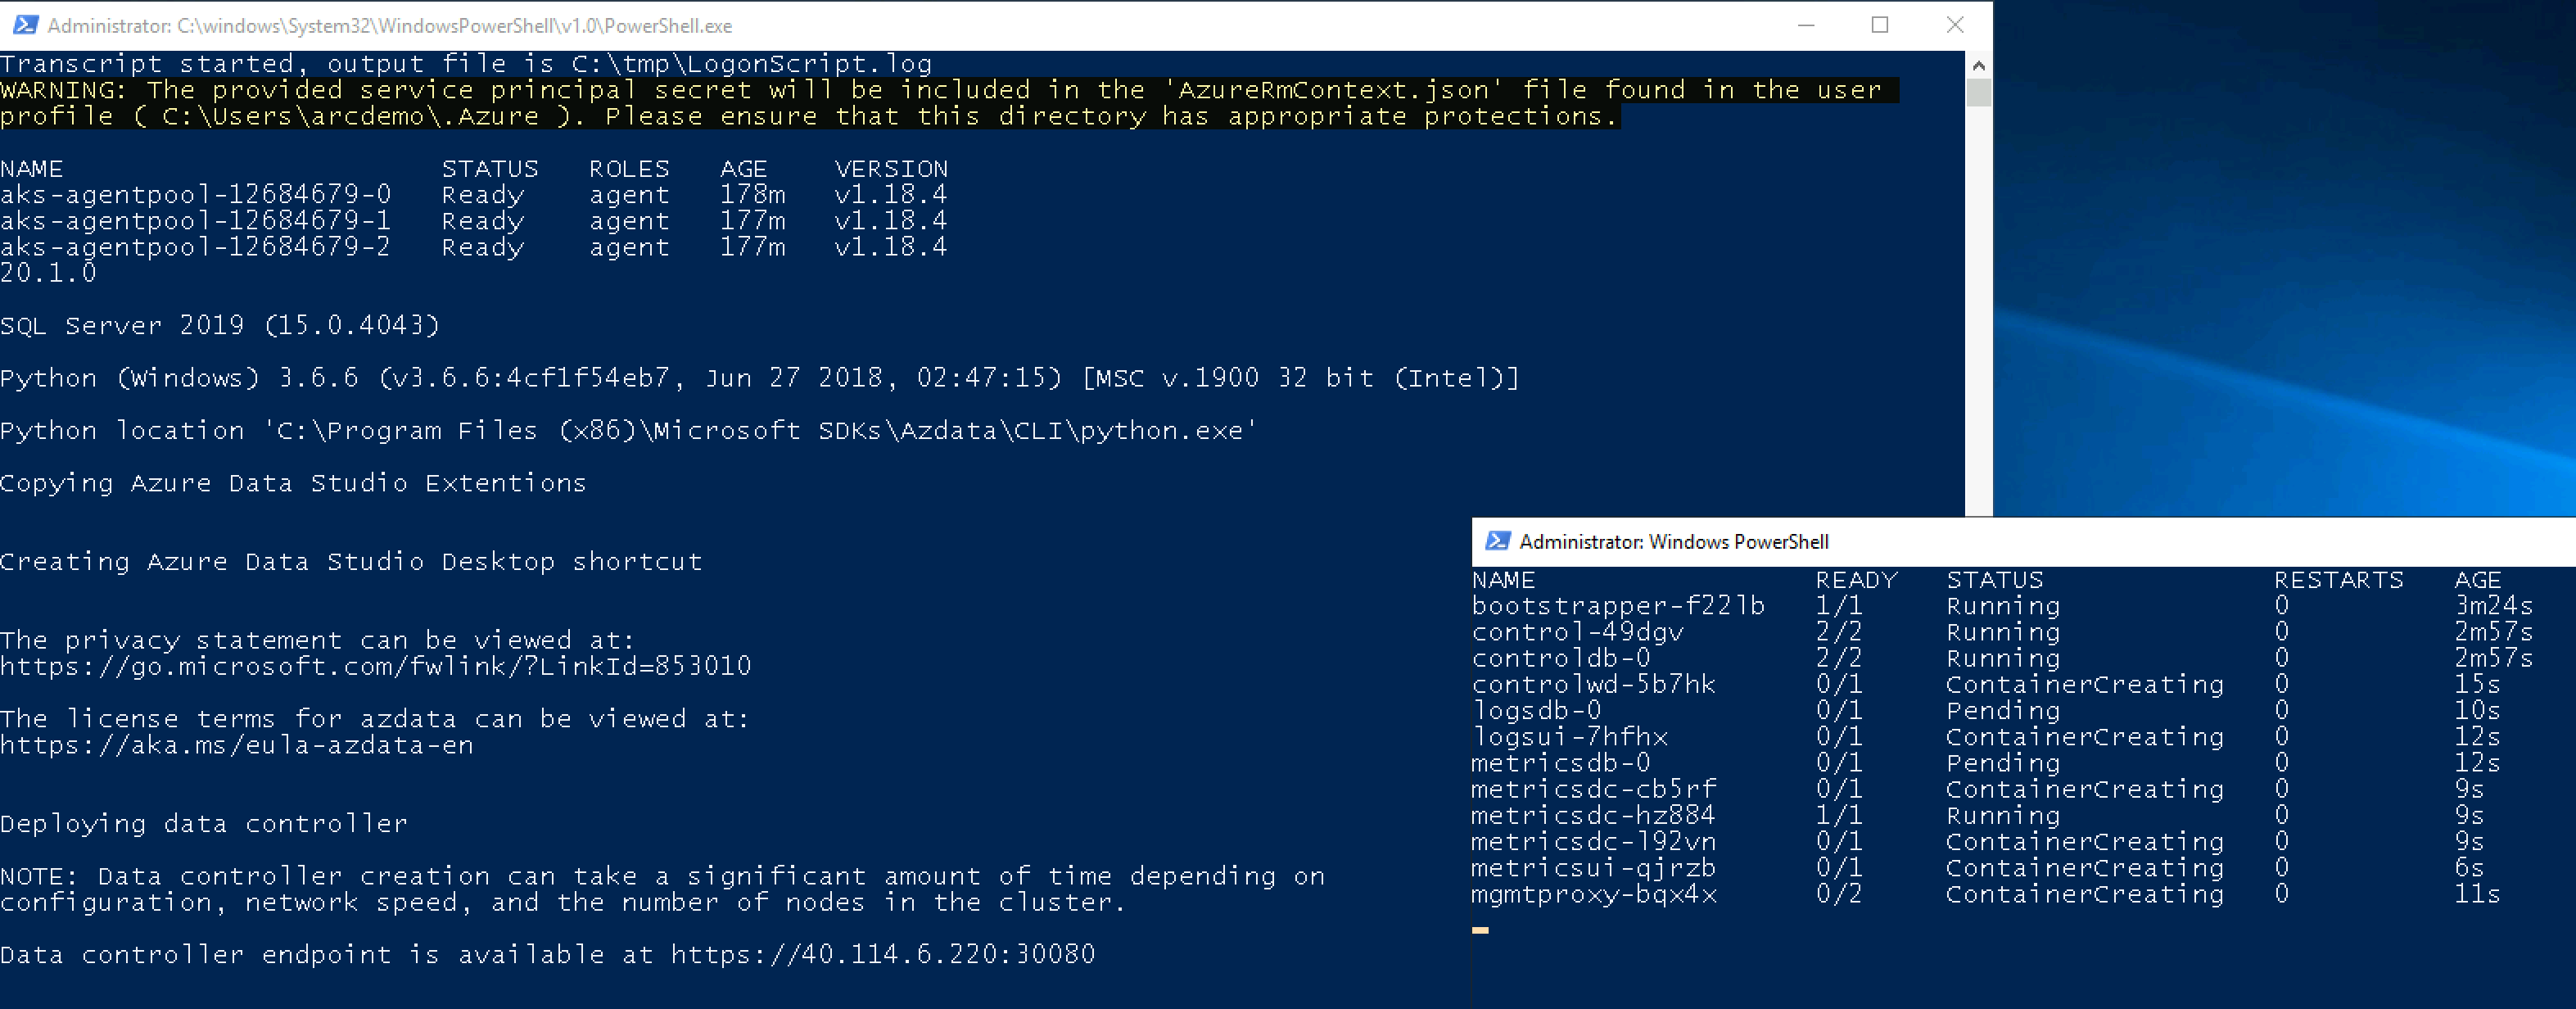 Administrator: C:\windows\System32\WindowsPowerShell\v1.0\PowerShell.exe
Transcript started, output file is C:\tmp\LogonScript.log
WARNING: The provided service principal secret will be included in the 'AzureRmContext.json' file found in the user
profile ( C:\Users\arcdemo\.Azure ). Please ensure that this directory has appropriate protections.
NAME STATUS ROLES AGE VERSION
aks-agentpool-12684679-0 Ready agent 178m v1.18.4
aks-agentpool-12684679-1 Ready agent 177m v1.18.4
aks-agentpool-12684679-2 Ready agent 177m v1.18.4
20.1.0
SQL Server 2019 (15.0.4043)
Python (Windows) 3.6.6 (v3.6.6:4cf1f54eb7, Jun 27 2018, 02:47:15) [MSC v.1900 32 bit (Intel)]
Python location 'C:\Program Files (x86)\Microsoft SDKs\Azdata\CLI\python.exe'
Copying Azure Data Studio Extentions
Creating Azure Data Studio Desktop shortcut
The privacy statement can be viewed at:
https://go.microsoft.com/fwlink/?LinkId=853010
The license terms for azdata can be viewed at:
https://aka.ms/eula-azdata-en
Deploying data controller
NOTE: Data controller creation can take a significant amount of time depending on
configuration, network speed, and the number of nodes in the cluster.
Data controller endpoint is available at https://40.114.6.220:30080
Administrator: Windows PowerShell
NAME READY STATUS RESTARTS AGE
bootstrapper-f22lb 1/1 Running 0 3m24s
control-49dgv 2/2 Running 0 2m57s
controldb-0 2/2 Running 0 2m57s
controlwd-5b7hk 0/1 ContainerCreating 0 15s
logsdb-0 0/1 Pending 0 10s
logsui-7hfhx 0/1 ContainerCreating 0 12s
metricsdb-0 0/1 Pending 0 12s
metricsdc-cb5rf 0/1 ContainerCreating 0 9s
metricsdc-hz884 1/1 Running 0 9s
metricsdc-l92vn 0/1 ContainerCreating 0 9s
metricsui-qjrzb 0/1 ContainerCreating 0 6s
mgmtproxy-bqx4x 0/2 ContainerCreating 0 11s